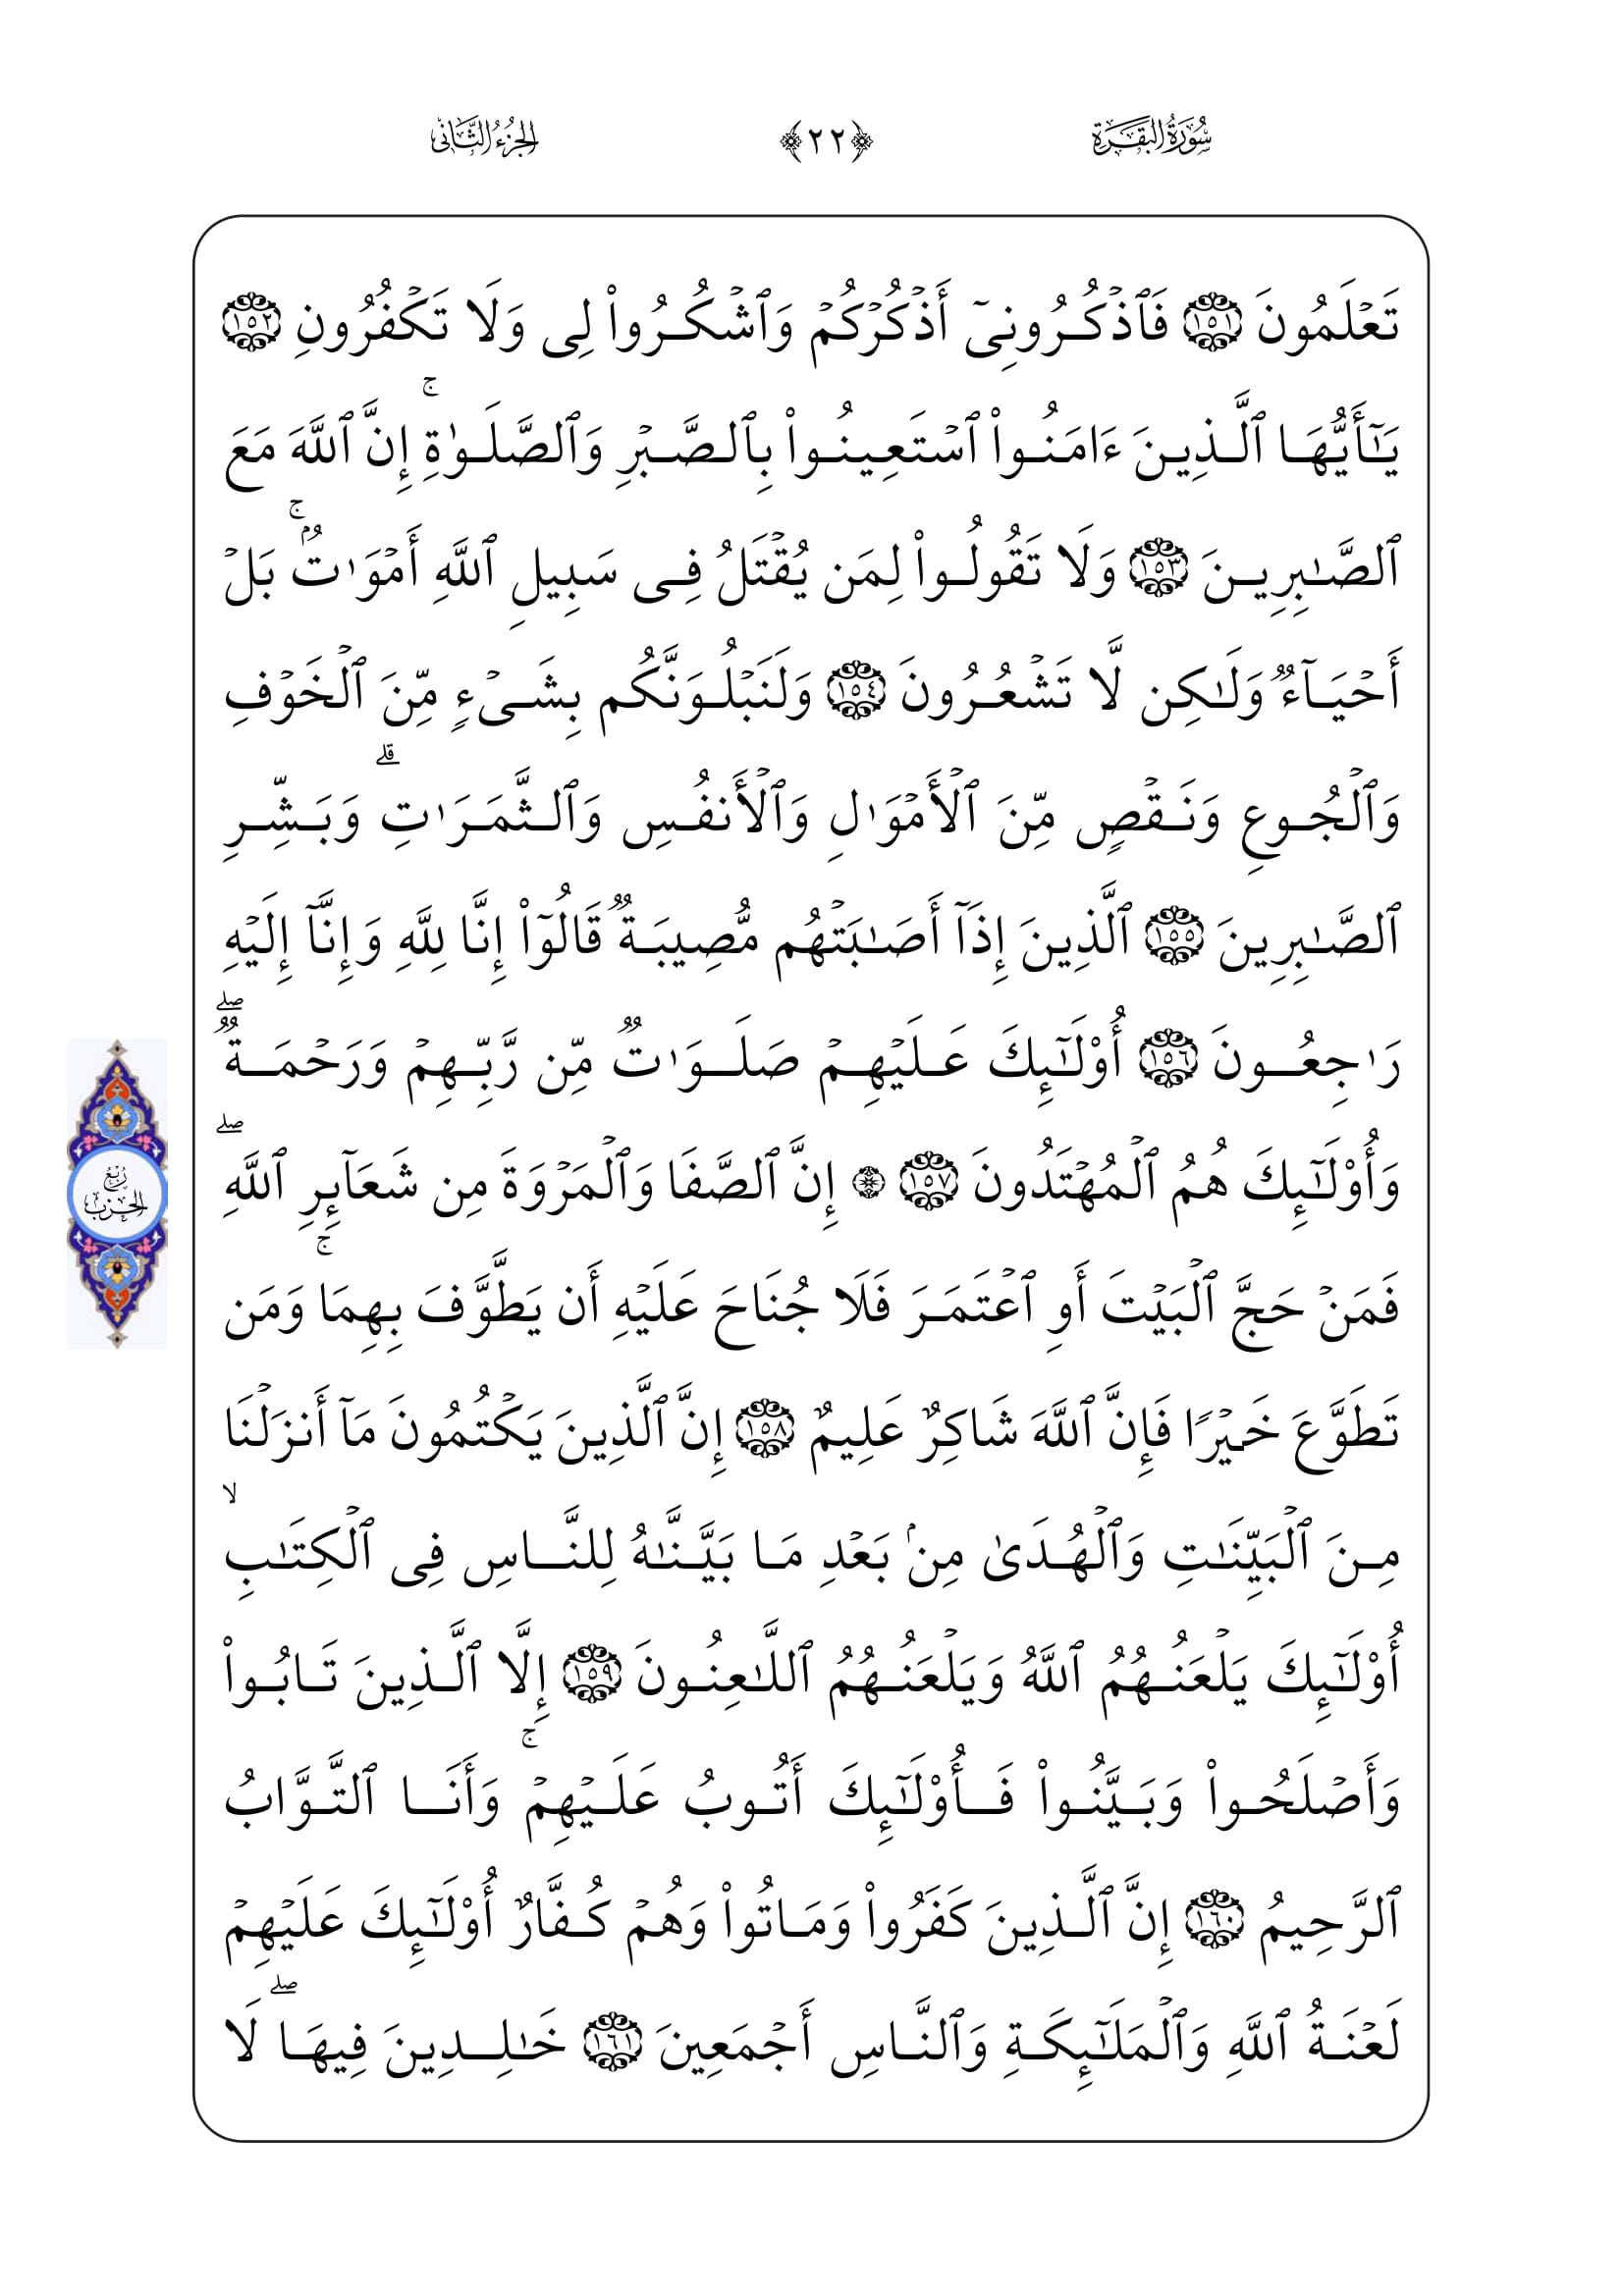 سُورَةُ البَقَرَةِ ﴿٢٢﴾ الجُزءُ الثَّانِي
تَعۡلَمُونَ ١٥١ فَٱذۡكُرُونِيٓ أَذۡكُرۡكُمۡ وَٱشۡكُرُواْ لِي وَلَا تَكۡفُرُونِ ١٥٢
يَـٰٓأَيُّهَا ٱلَّذِينَ ءَامَنُواْ ٱسۡتَعِينُواْ بِٱلصَّبۡرِ وَٱلصَّلَوٰةِۚ إِنَّ ٱللَّهَ مَعَ
ٱلصَّـٰبِرِينَ ١٥٣ وَلَا تَقُولُواْ لِمَن يُقۡتَلُ فِي سَبِيلِ ٱللَّهِ أَمۡوَٰتُۢۚ بَلۡ
أَحۡيَآءٌ وَلَـٰكِن لَّا تَشۡعُرُونَ ١٥٤ وَلَنَبۡلُوَنَّكُم بِشَيۡءٍ مِّنَ ٱلۡخَوۡفِ
وَٱلۡجُوعِ وَنَقۡصٍ مِّنَ ٱلۡأَمۡوَٰلِ وَٱلۡأَنفُسِ وَٱلثَّمَرَٰتِۗ وَبَشِّرِ
ٱلصَّـٰبِرِينَ ١٥٥ ٱلَّذِينَ إِذَآ أَصَـٰبَتۡهُم مُّصِيبَةٌ قَالُوٓاْ إِنَّا لِلَّهِ وَإِنَّآ إِلَيۡهِ
رَٰجِعُونَ ١٥٦ أُوْلَـٰٓئِكَ عَلَيۡهِمۡ صَلَوَٰتٌ مِّن رَّبِّهِمۡ وَرَحۡمَةٌۖ
وَأُوْلَـٰٓئِكَ هُمُ ٱلۡمُهۡتَدُونَ ١٥٧ ۞ إِنَّ ٱلصَّفَا وَٱلۡمَرۡوَةَ مِن شَعَآئِرِ ٱللَّهِۖ
رُبْعُ
الحِزْبِ
فَمَنۡ حَجَّ ٱلۡبَيۡتَ أَوِ ٱعۡتَمَرَ فَلَا جُنَاحَ عَلَيۡهِ أَن يَطَّوَّفَ بِهِمَاۚ وَمَن
تَطَوَّعَ خَيۡرًا فَإِنَّ ٱللَّهَ شَاكِرٌ عَلِيمٌ ١٥٨ إِنَّ ٱلَّذِينَ يَكۡتُمُونَ مَآ أَنزَلۡنَا
مِنَ ٱلۡبَيِّنَـٰتِ وَٱلۡهُدَىٰ مِنۢ بَعۡدِ مَا بَيَّنَّـٰهُ لِلنَّاسِ فِي ٱلۡكِتَـٰبِۙ
أُوْلَـٰٓئِكَ يَلۡعَنُهُمُ ٱللَّهُ وَيَلۡعَنُهُمُ ٱللَّـٰعِنُونَ ١٥٩ إِلَّا ٱلَّذِينَ تَابُواْ
وَأَصۡلَحُواْ وَبَيَّنُواْ فَأُوْلَـٰٓئِكَ أَتُوبُ عَلَيۡهِمۡۚ وَأَنَا ٱلتَّوَّابُ
ٱلرَّحِيمُ ١٦٠ إِنَّ ٱلَّذِينَ كَفَرُواْ وَمَاتُواْ وَهُمۡ كُفَّارٌ أُوْلَـٰٓئِكَ عَلَيۡهِمۡ
لَعۡنَةُ ٱللَّهِ وَٱلۡمَلَـٰٓئِكَةِ وَٱلنَّاسِ أَجۡمَعِينَ ١٦١ خَـٰلِدِينَ فِيهَاۖ لَا